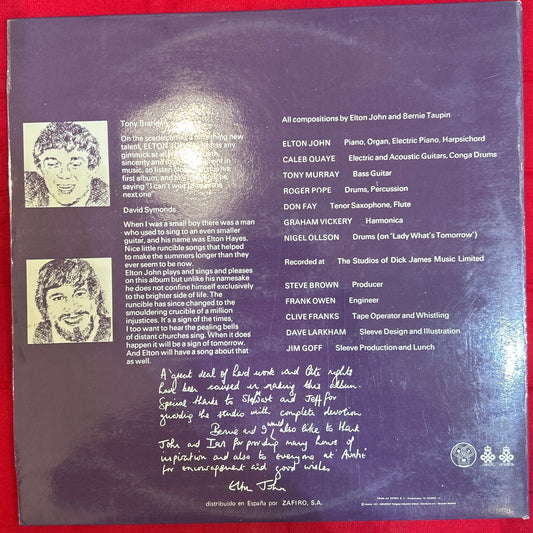 Tony Brandon
On the scene comes a
new
talent, ELTON JOHN
has any
gimmick at all
sincerity and
in
music, so listen
his
first album, and
be
saying "I can't wait
the
next one"
David Symonds
When I was a small boy there was a man
who used to sing to an even smaller
guitar, and his name was Elton Hayes.
Nice little runcible songs that helped
to make the summers longer than they
ever seem to be now.
Elton John plays and sings and pleases
on this album but unlike his namesake
he does not confine himself exclusively
to the brighter side of life. The
runcible has since changed to the
smouldering crucible of a million
injustices. It's a sign of the times,
I too want to hear the pealing bells
of distant churches sing. When it does
happen it will be a sign of tomorrow.
And Elton will have a song about that
as well.
All compositions by Elton John and Bernie Taupin
ELTON JOHN Piano, Organ, Electric Piano, Harpsichord
CALEB QUAYE Electric and Acoustic Guitars, Conga Drums
TONY MURRAY Bass Guitar
ROGER POPE Drums, Percussion
DON FAY Tenor Saxophone, Flute
GRAHAM VICKERY Harmonica
NIGEL OLLSON Drums (on 'Lady What's Tomorrow')
Recorded at The Studios of Dick James Music Limited
STEVE BROWN Producer
FRANK OWEN Engineer
CLIVE FRANKS Tape Operator and Whistling
DAVE LARKHAM Sleeve Design and Illustration
JIM GOFF Sleeve Production and Lunch
A great deal of hard work and late nights
have been caused in making this album.
Special thanks to Stewart and Jeff for
guarding the studio with complete devotion
Bernie and I would also like to thank
John and Ian for providing many hours of
inspiration and also to everyone at
for encouragement and good wishes
Elton John
distribuido en España por ZAFIRO, S.A.